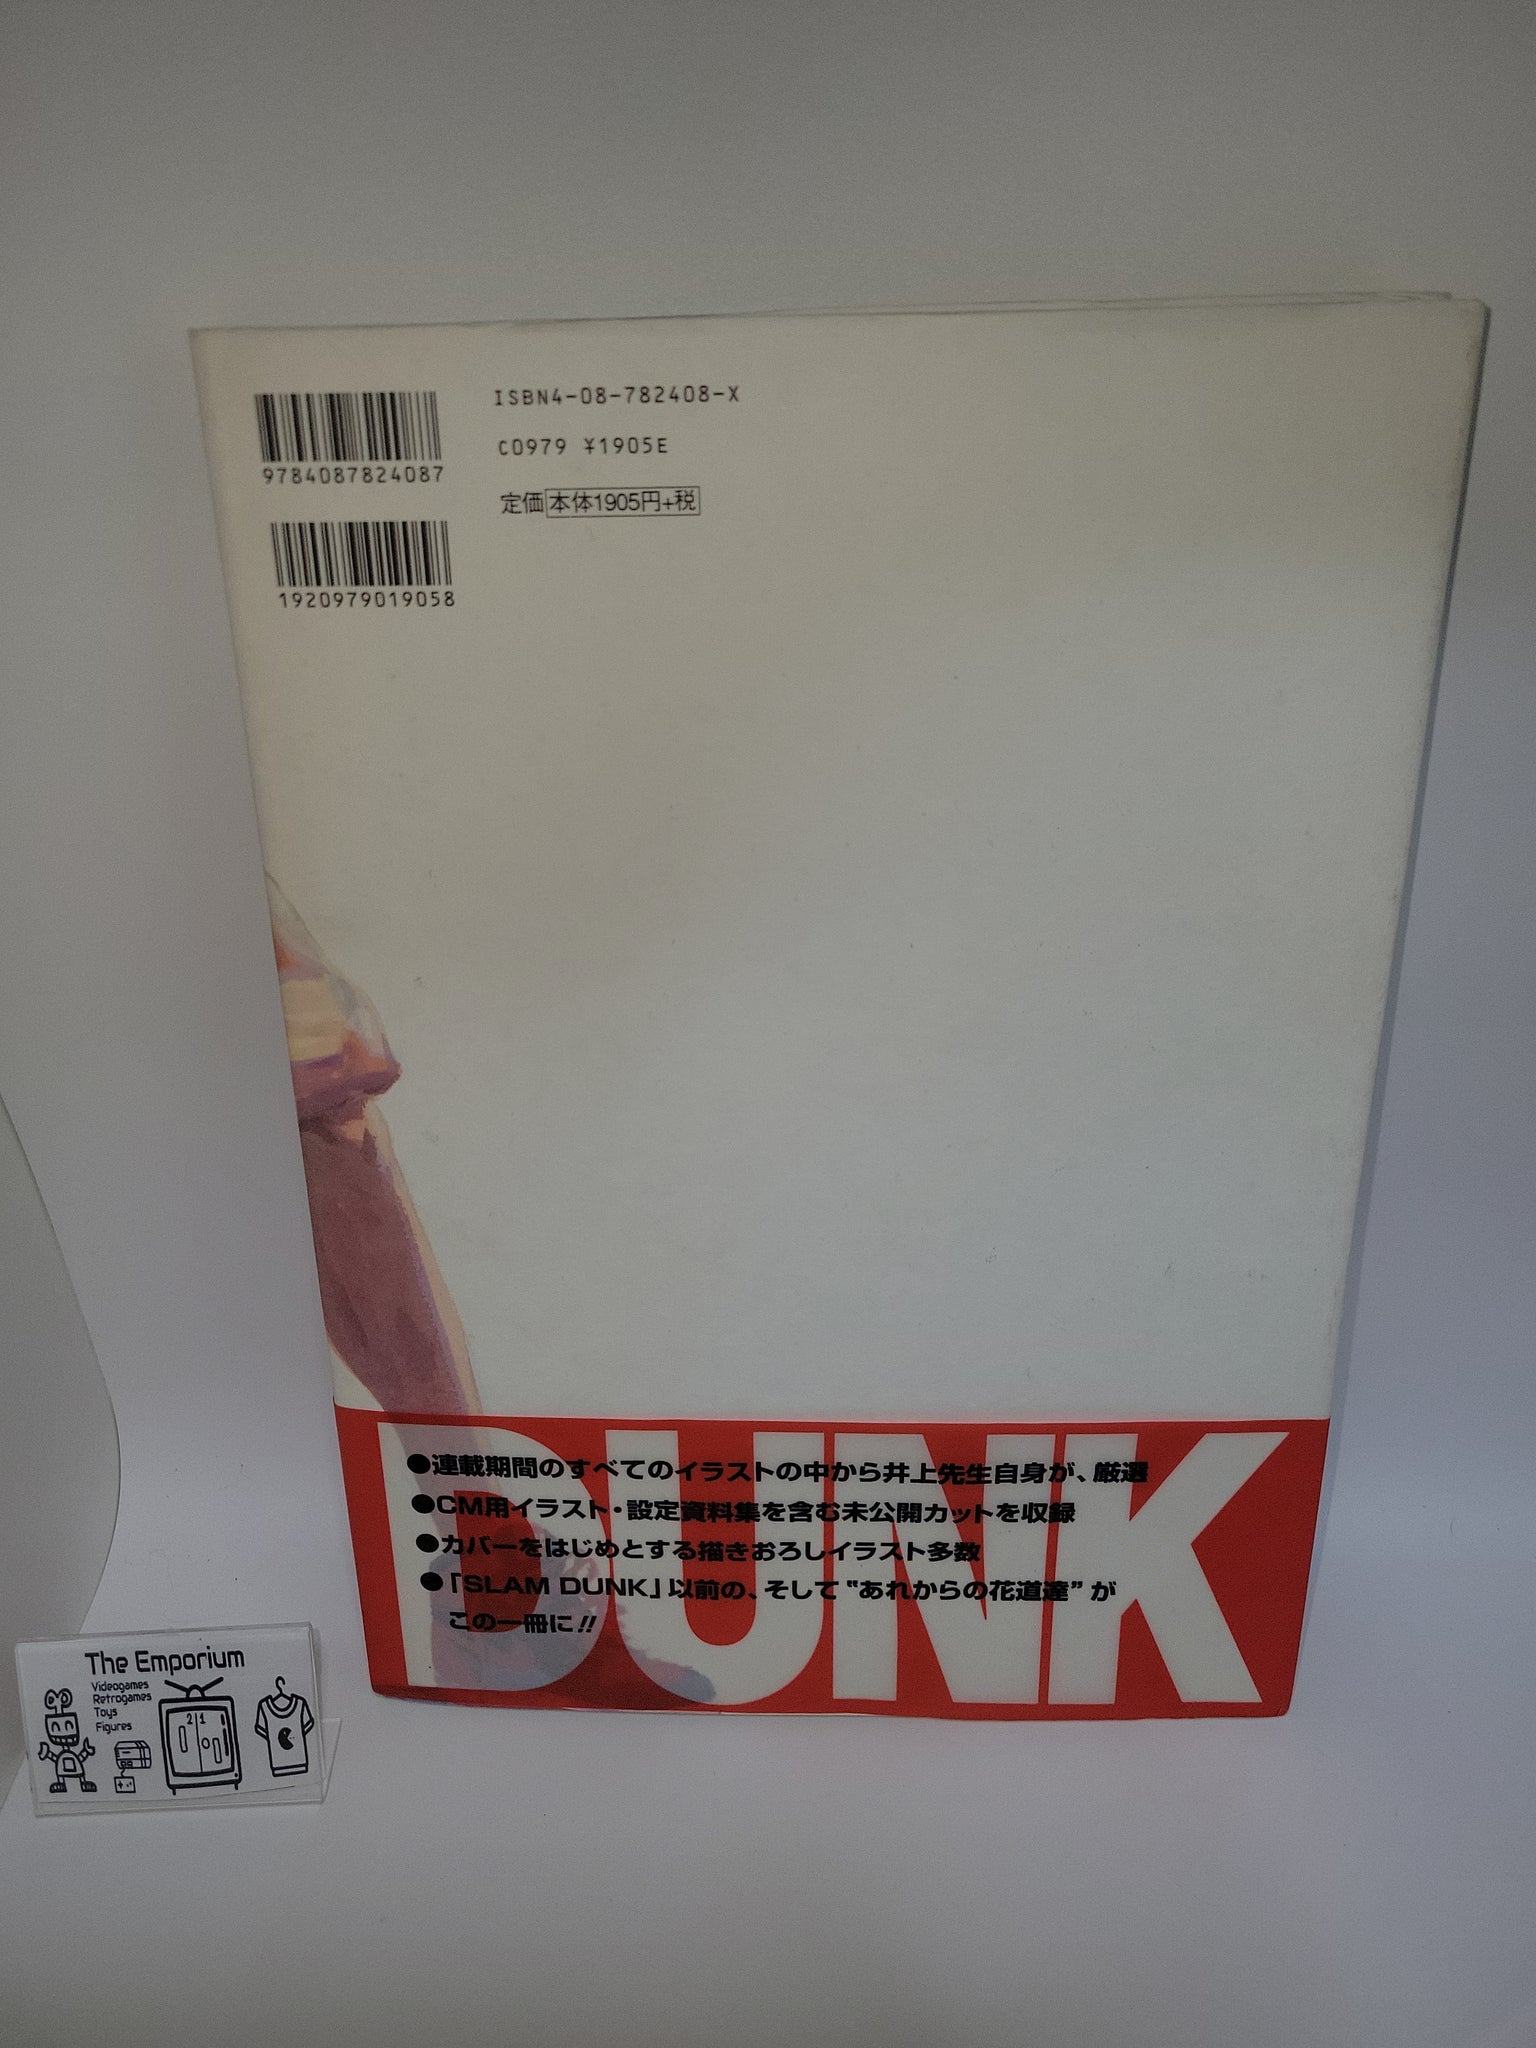 ISBN4-08-782408-X
C0979 ¥1905E
定価本体1905円+税
9784087824087
1920979019058
DUNK
●連載期間のすべてのイラストの中から井上先生自身が、厳選
●CM用イラスト・設定資料集を含む未公開カットを収録
●カバーをはじめとする描きおろしイラスト多数
●「SLAM DUNK」以前の、そして“あれからの花道達”が
この一冊に!!
The Emporium
Videogames
Retrogames
Toys
Figures
2 1